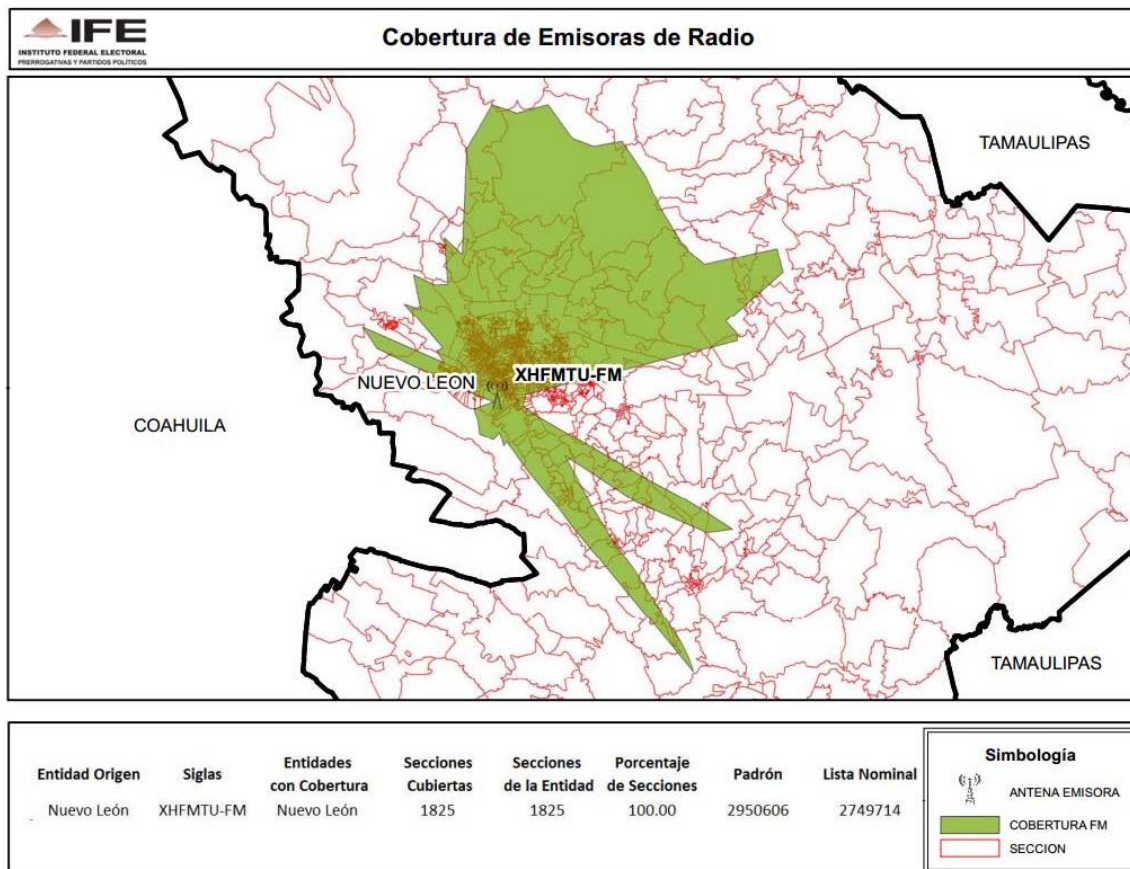 IFE
INSTITUTO FEDERAL ELECTORAL
PRERROGATIVAS Y PARTIDOS POLÍTICOS
Cobertura de Emisoras de Radio
TAMAULIPAS
XHFMTU-FM
NUEVO LEON
COAHUILA
TAMAULIPAS
Entidad Origen Siglas Entidades con Cobertura Secciones Cubiertas Secciones de la Entidad Porcentaje de Secciones Padrón Lista Nominal
Nuevo León XHFMTU-FM Nuevo León 1825 1825 100.00 2950606 2749714
Simbología
ANTENA EMISORA
COBERTURA FM
SECCION